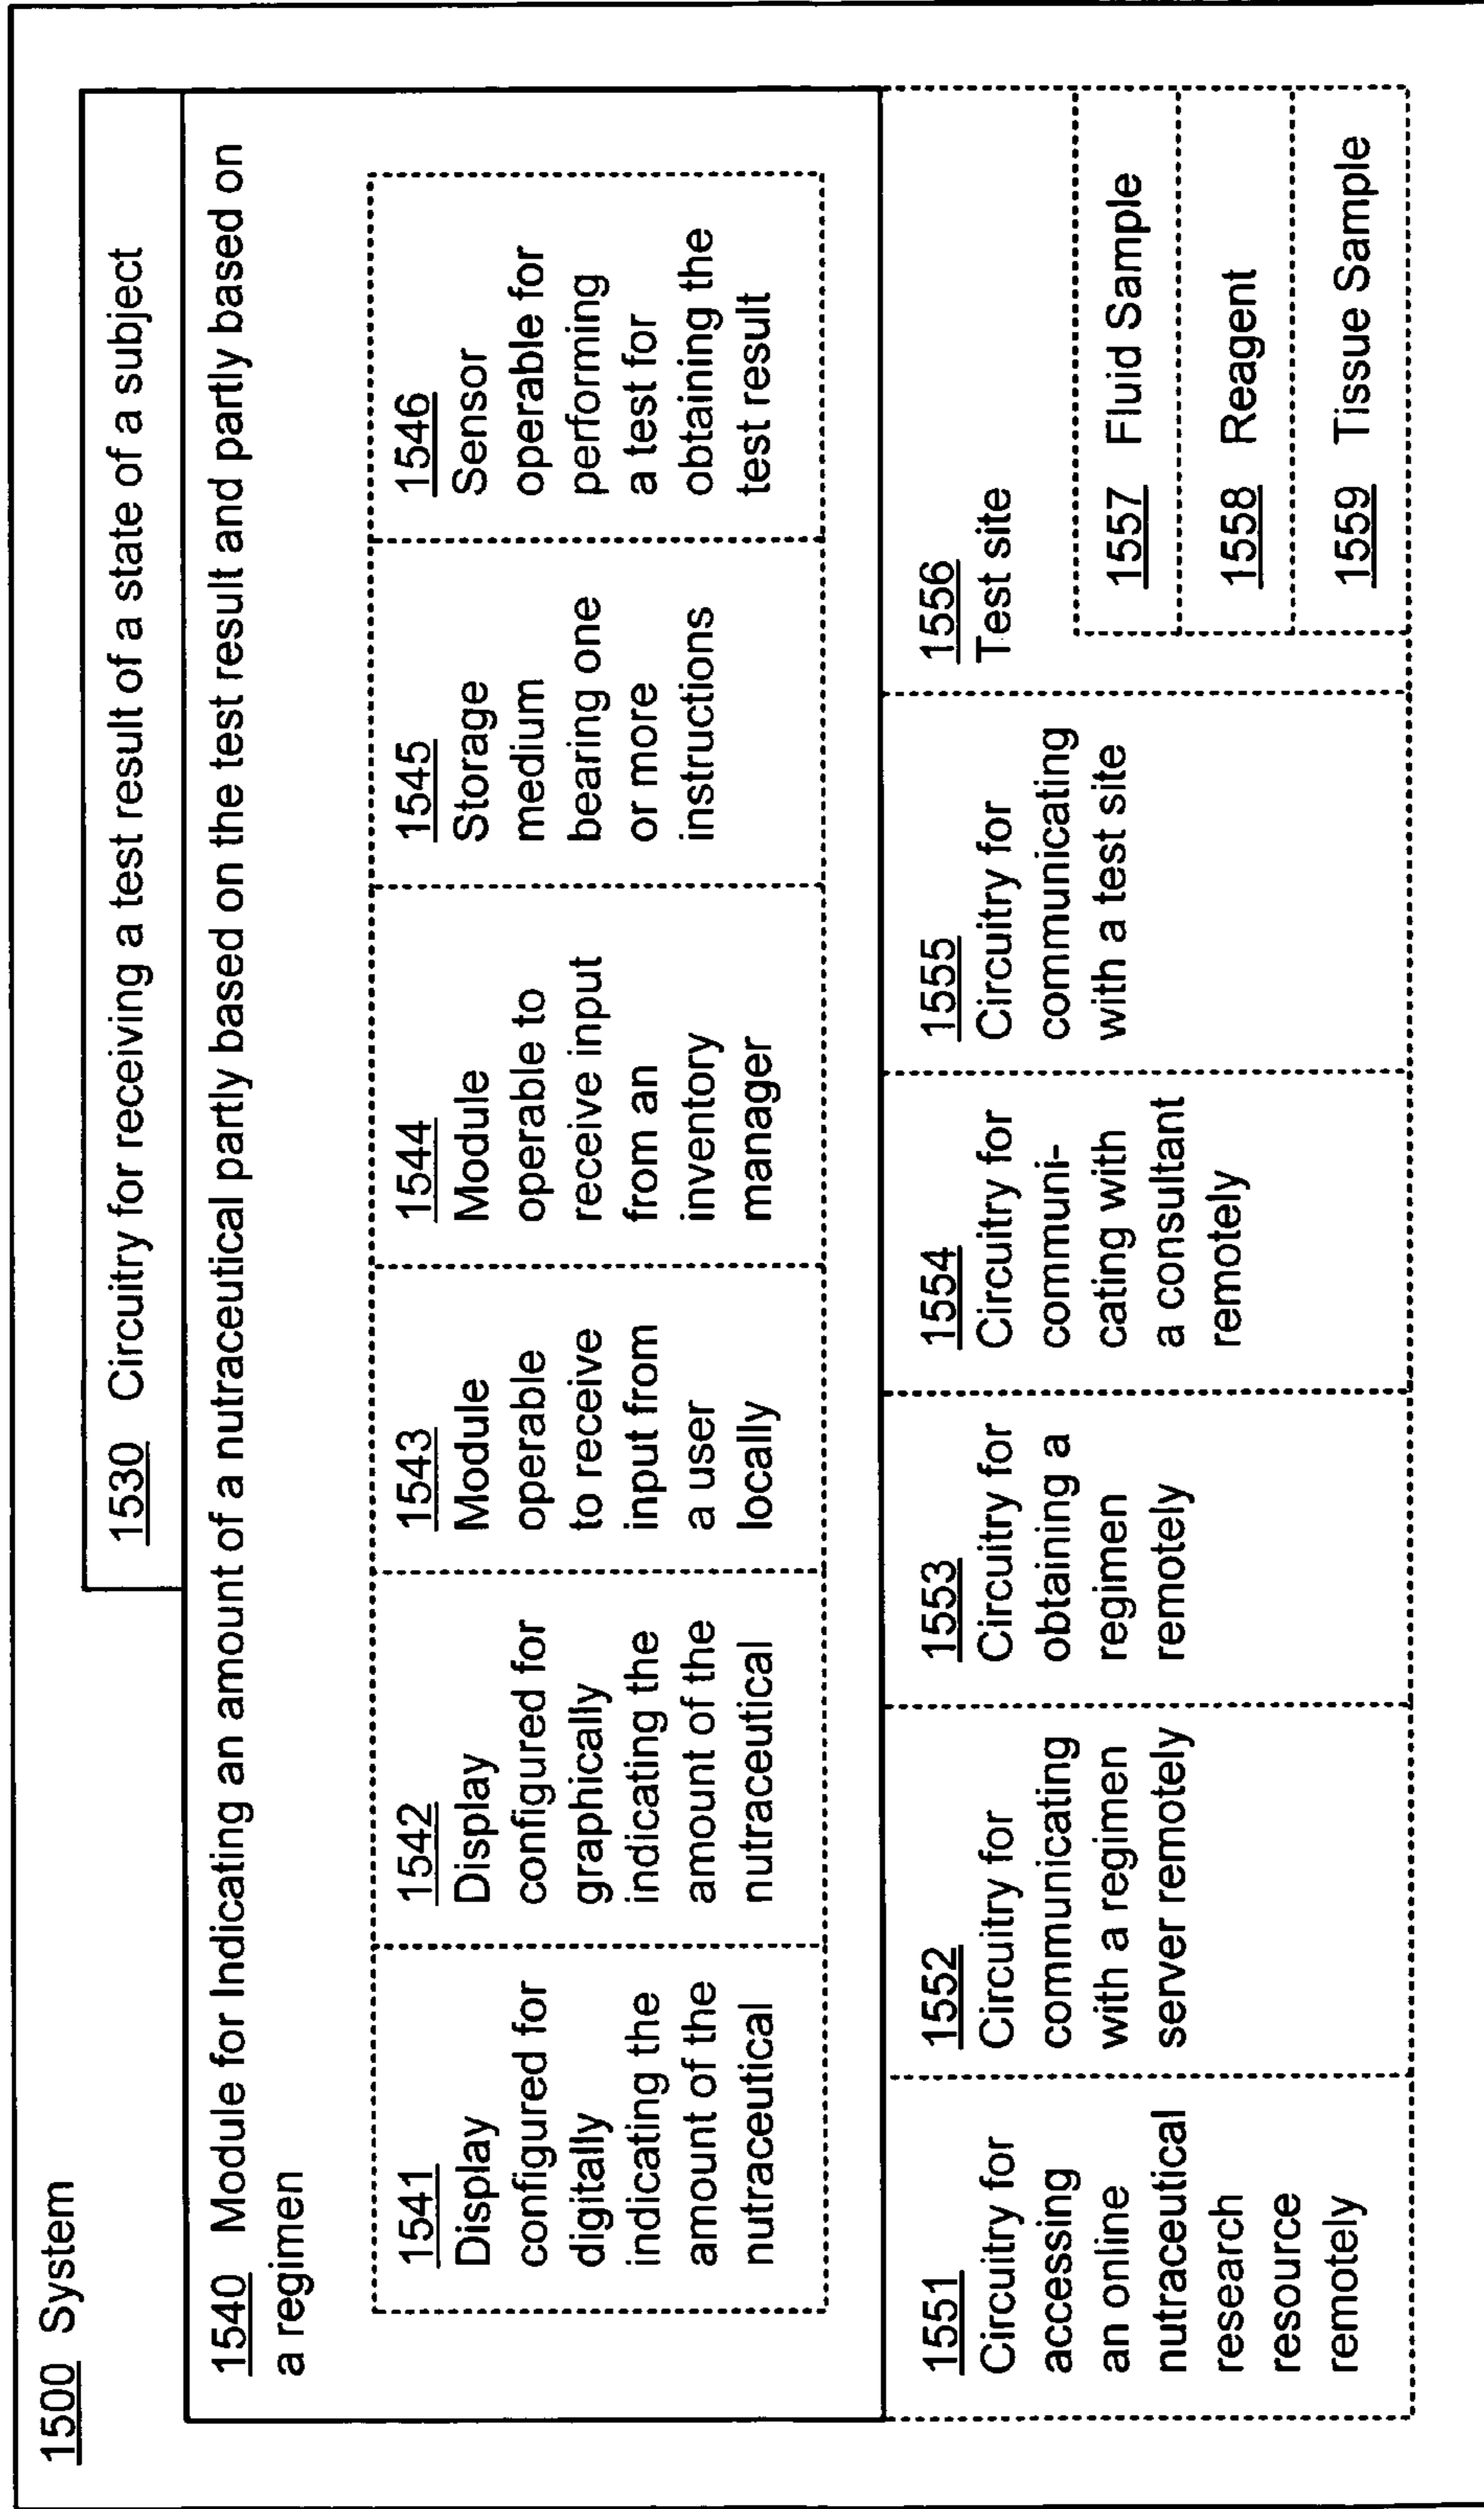 1500 System
1530 Circuitry for receiving a test result of a state of a subject
1540 Module for Indicating an amount of a nutraceutical partly based on the test result and partly based on
a regimen
1541
Display
configured for
digitally
indicating the
amount of the
nutraceutical
1542
Display
configured for
graphically
indicating the
amount of the
nutraceutical
1543
Module
operable
to receive
input from
a user
locally
1544
Module
operable to
receive input
from an
inventory
manager
1545
Storage
medium
bearing one
or more
instructions
1546
Sensor
operable for
performing
a test for
obtaining the
test result
1551
Circuitry for
accessing
an online
nutraceutical
research
resource
remotely
1552
Circuitry for
communicating
with a regimen
server remotely
1553
Circuitry for
obtaining a
regimen
remotely
1554
Circuitry for
communi-
cating with
a consultant
remotely
1555
Circuitry for
communicating
with a test site
1556
Test site
1557 Fluid Sample
1558 Reagent
1559 Tissue Sample